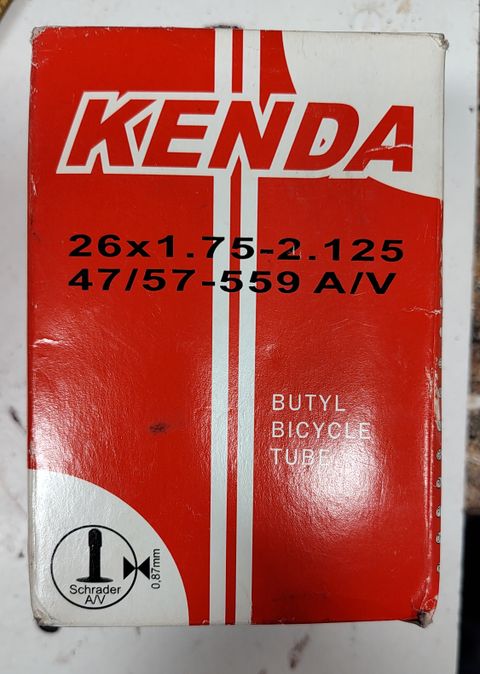 KENDA
26x1.75-2.125
47/57-559 A/V
BUTYL
BICYCLE
TUBE
Schrader
A/V
0,87mm